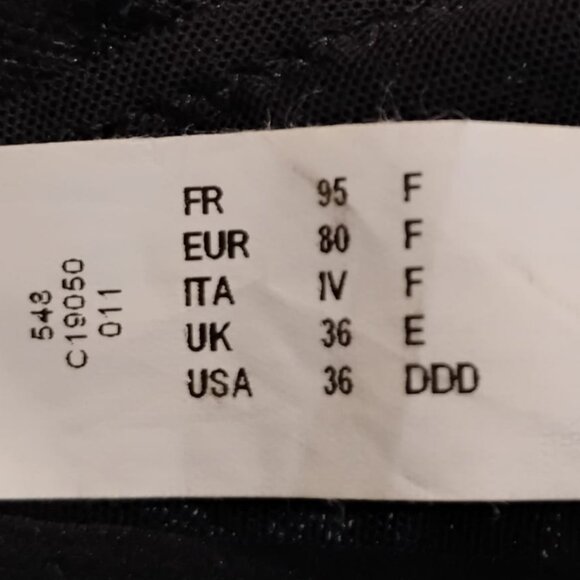 FR 95 F
EUR 80 F
ITA IV F
UK 36 E
USA 36 DDD
548
C19050
011